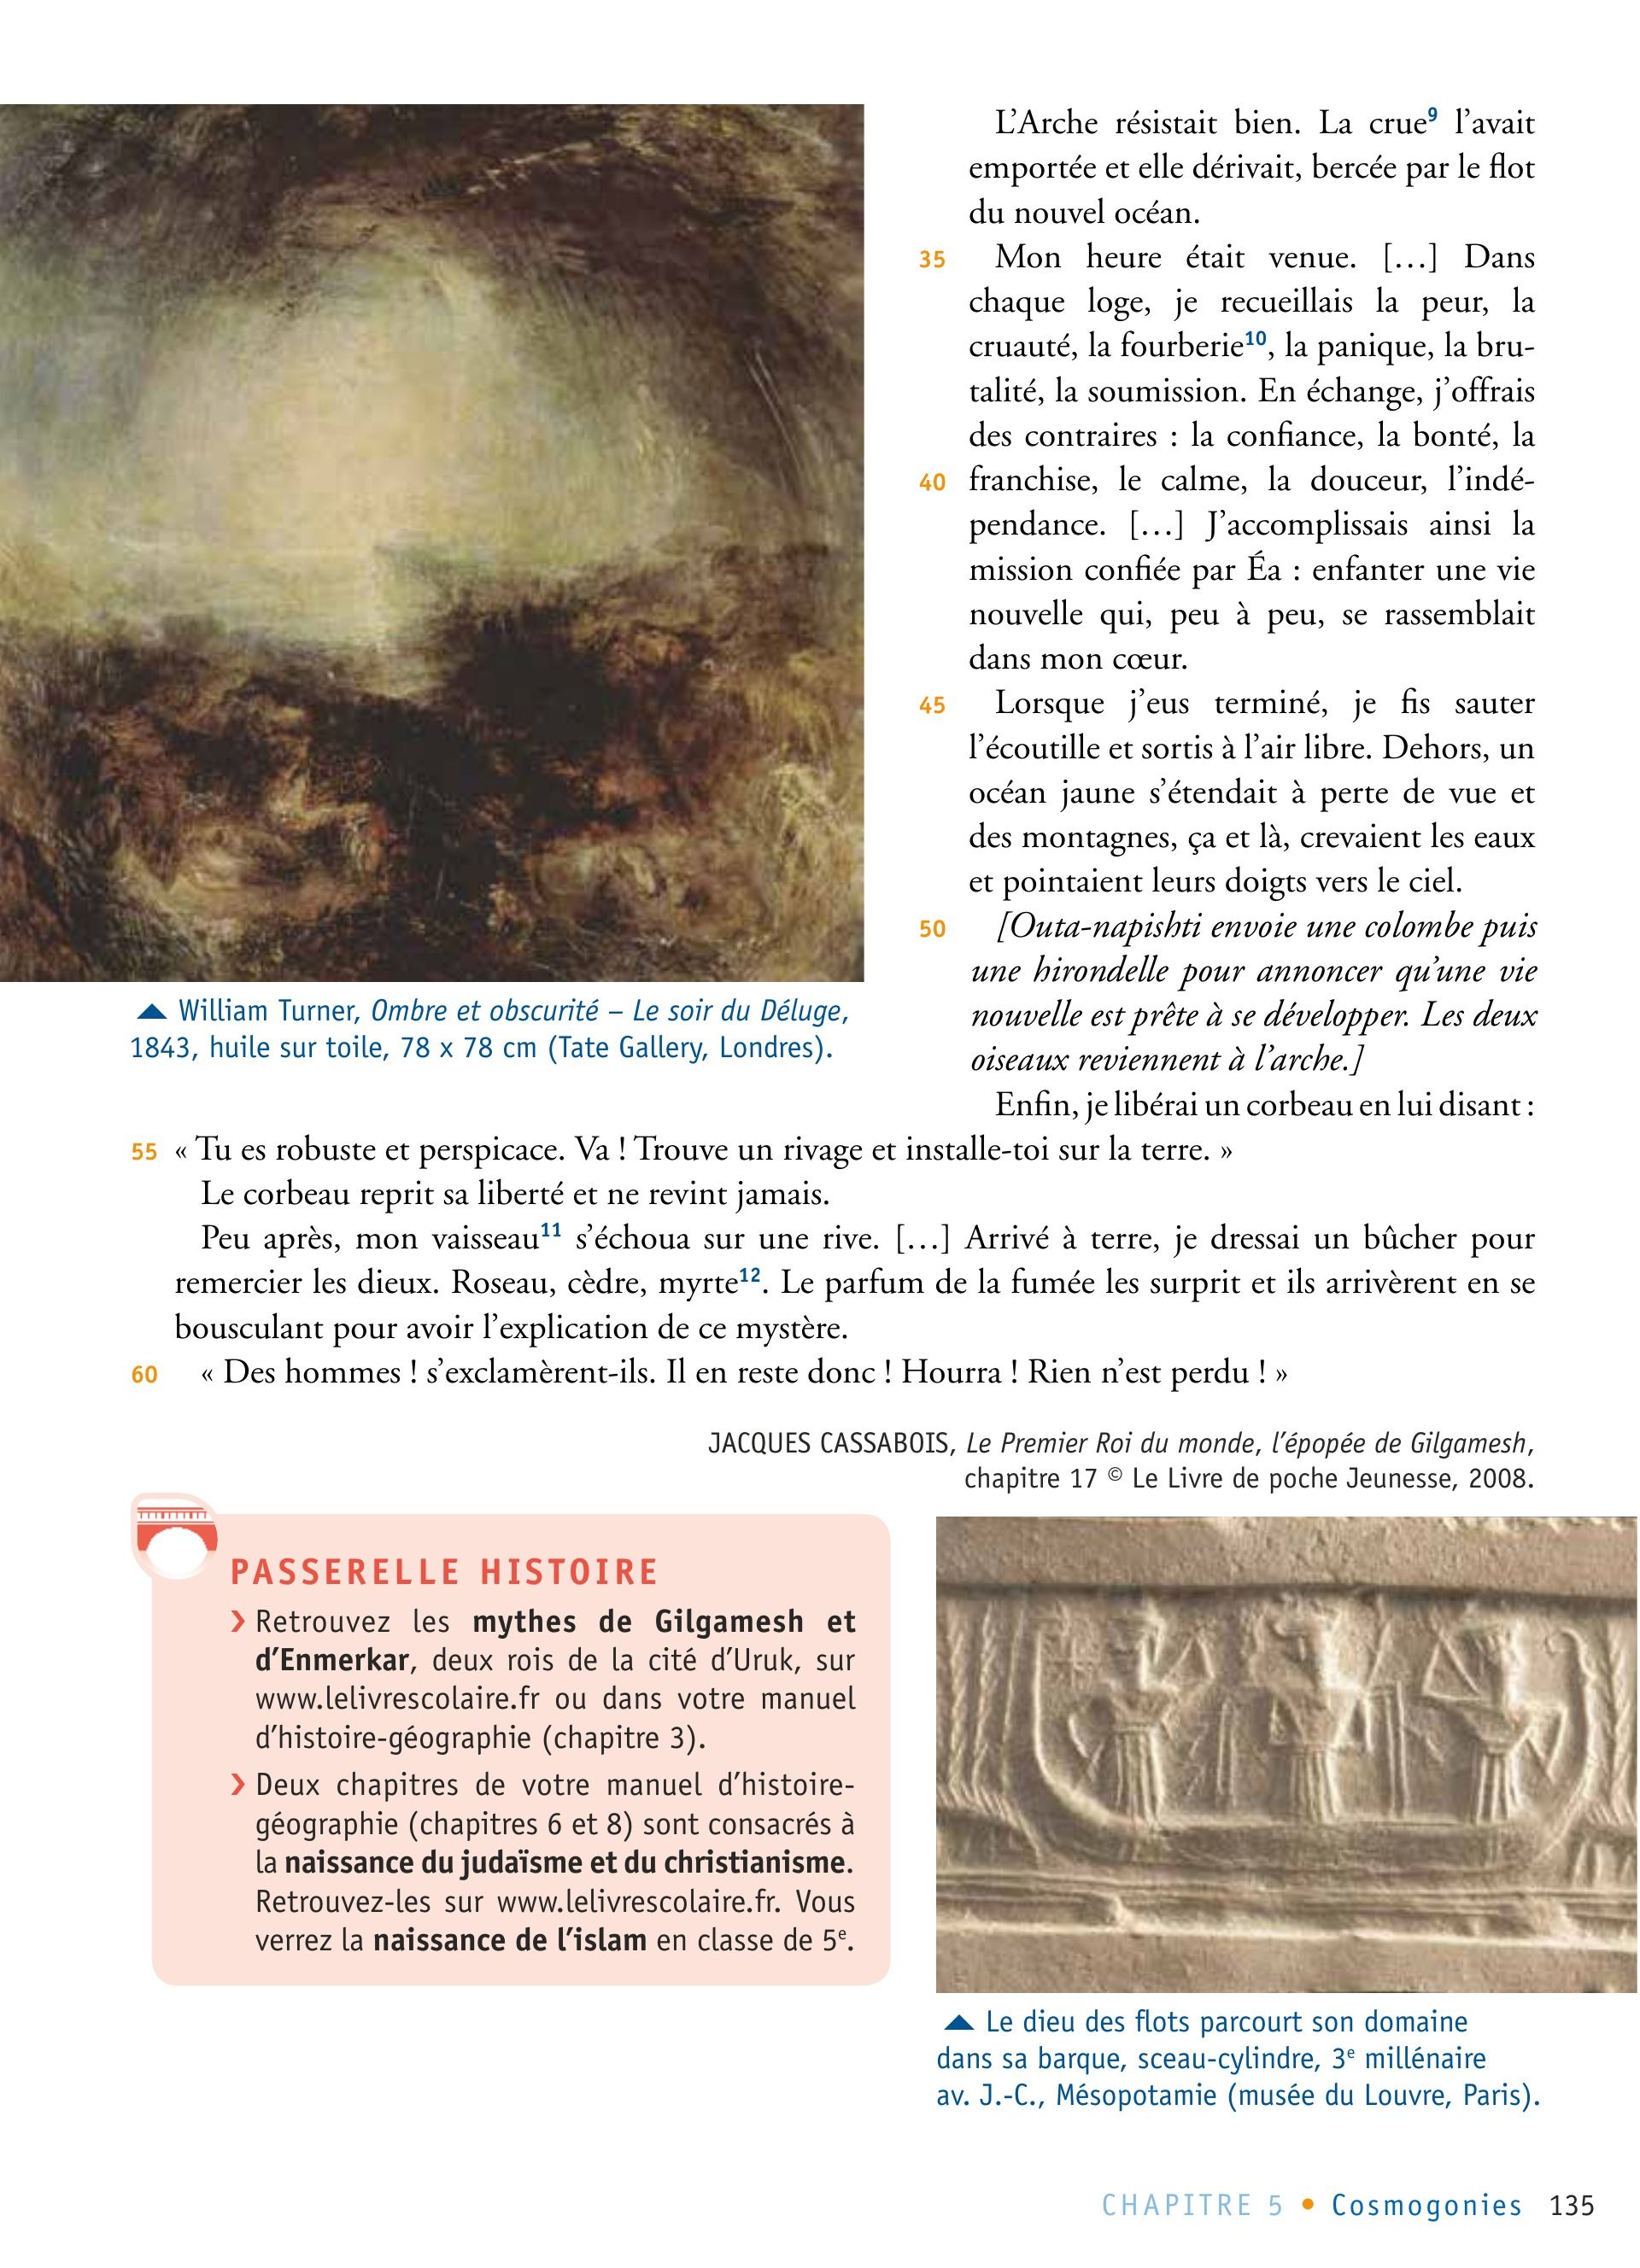 L’Arche résistait bien. La crue9 l’avait
emportée et elle dérivait, bercée par le flot
du nouvel océan.
35 Mon heure était venue. […] Dans
chaque loge, je recueillais la peur, la
cruauté, la fourberie10, la panique, la bru-
talité, la soumission. En échange, j’offrais
des contraires : la confiance, la bonté, la
40 franchise, le calme, la douceur, l’indé-
pendance. […] J’accomplissais ainsi la
mission confiée par Éa : enfanter une vie
nouvelle qui, peu à peu, se rassemblait
dans mon cœur.
45 Lorsque j’eus terminé, je fis sauter
l’écoutille et sortis à l’air libre. Dehors, un
océan jaune s’étendait à perte de vue et
des montagnes, ça et là, crevaient les eaux
et pointaient leurs doigts vers le ciel.
50 [Outa-napishti envoie une colombe puis
une hirondelle pour annoncer qu’une vie
nouvelle est prête à se développer. Les deux
oiseaux reviennent à l’arche.]
Enfin, je libérai un corbeau en lui disant :
55 « Tu es robuste et perspicace. Va ! Trouve un rivage et installe-toi sur la terre. »
Le corbeau reprit sa liberté et ne revint jamais.
Peu après, mon vaisseau11 s’échoua sur une rive. […] Arrivé à terre, je dressai un bûcher pour
remercier les dieux. Roseau, cèdre, myrte12. Le parfum de la fumée les surprit et ils arrivèrent en se
bousculant pour avoir l’explication de ce mystère.
60 « Des hommes ! s’exclamèrent-ils. Il en reste donc ! Hourra ! Rien n’est perdu ! »
JACQUES CASSABOIS, Le Premier Roi du monde, l’épopée de Gilgamesh,
chapitre 17 © Le Livre de poche Jeunesse, 2008.
William Turner, Ombre et obscurité – Le soir du Déluge,
1843, huile sur toile, 78 x 78 cm (Tate Gallery, Londres).
PASSERELLE HISTOIRE
Retrouvez les mythes de Gilgamesh et
d’Enmerkar, deux rois de la cité d’Uruk, sur
www.lelivrescolaire.fr ou dans votre manuel
d’histoire-géographie (chapitre 3).
Deux chapitres de votre manuel d’histoire-
géographie (chapitres 6 et 8) sont consacrés à
la naissance du judaïsme et du christianisme.
Retrouvez-les sur www.lelivrescolaire.fr. Vous
verrez la naissance de l’islam en classe de 5e.
Le dieu des flots parcourt son domaine
dans sa barque, sceau-cylindre, 3e millénaire
av. J.-C., Mésopotamie (musée du Louvre, Paris).
CHAPITRE 5 • Cosmogonies 135